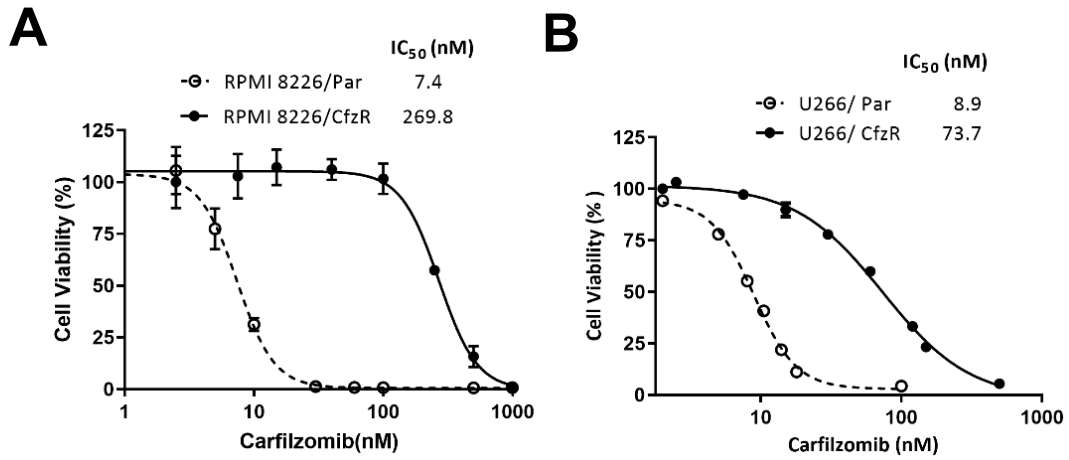 A
IC50 (nM)
RPMI 8226/Par 7.4
RPMI 8226/CfzR 269.8
125
100
75
50
25
0
Cell Viability (%)
1 10 100 1000
Carfilzomib(nM)
B
IC50 (nM)
U266/ Par 8.9
U266/ CfzR 73.7
125
100
75
50
25
0
Cell Viability (% )
10 100 1000
Carfilzomib (nM)